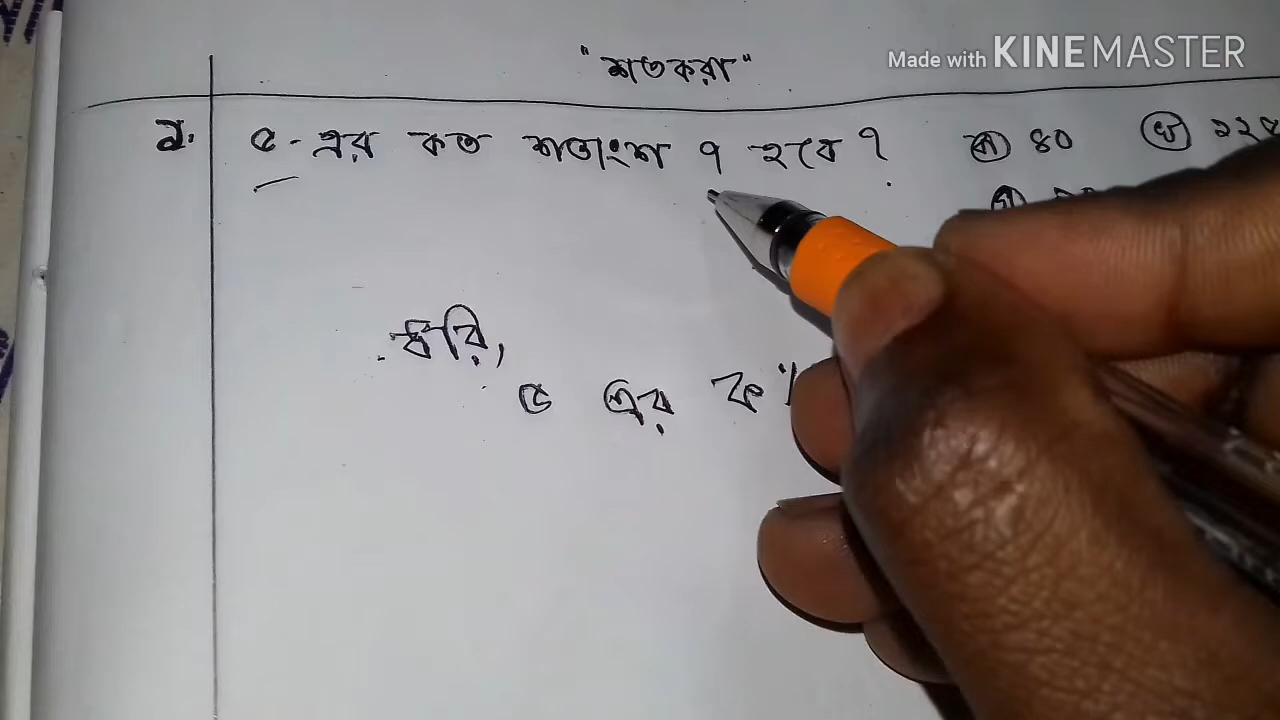 Made with KINEMASTER
"শতকরা"
১. ৫-এর কত শতাংশ ৭ হবে? (ক) ৪০ (খ) ১২৫
(গ)
ধরি,
৫ এর ক%